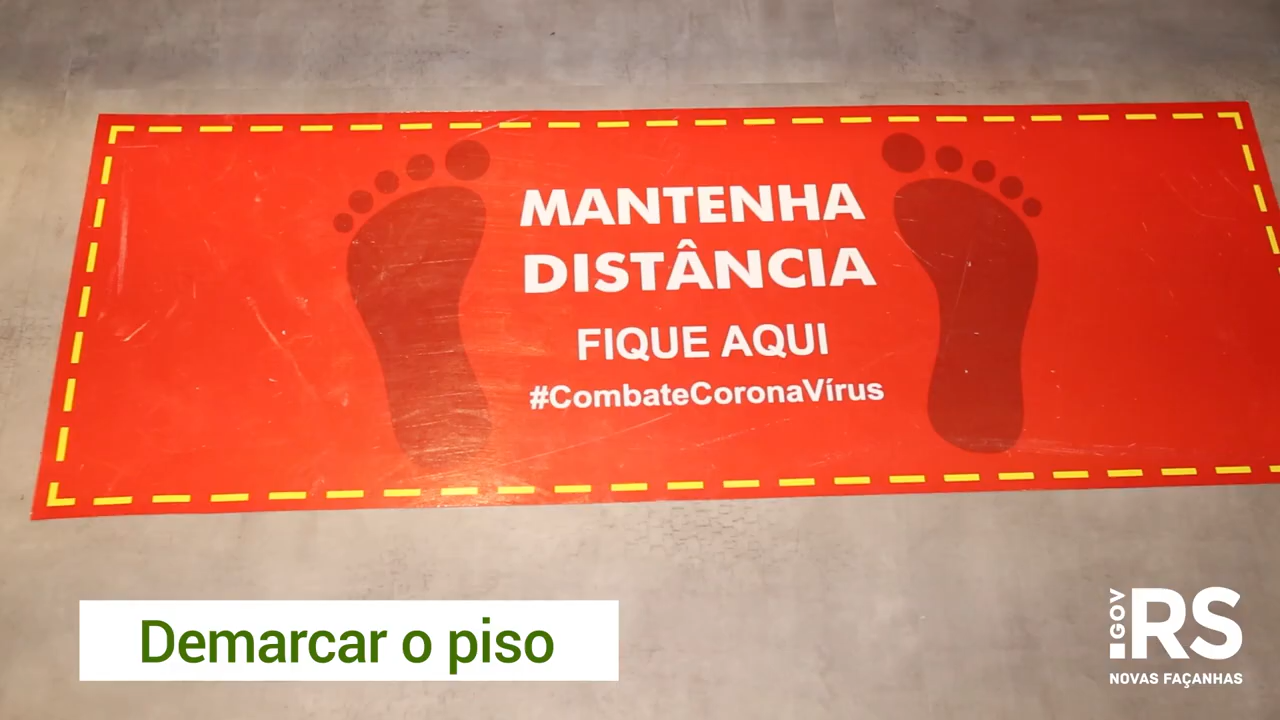 MANTENHA
DISTÂNCIA
FIQUE AQUI
#CombateCoronaVírus
Demarcar o piso
.GOV
RS
NOVAS FAÇANHAS